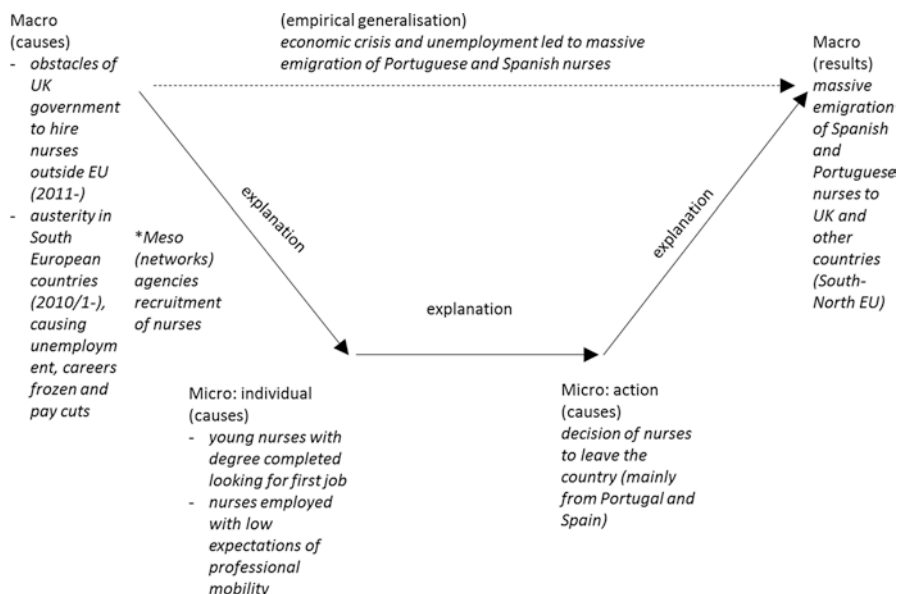 Macro
(causes)
- obstacles of
UK
government
to hire
nurses
outside EU
(2011-)
- austerity in
South
European
countries
(2010/1-),
causing
unemploym
ent, careers
frozen and
pay cuts
(empirical generalisation)
economic crisis and unemployment led to massive
emigration of Portuguese and Spanish nurses
Macro
(results)
massive
emigration
of Spanish
and
Portuguese
nurses to
UK and
other
countries
(South-
North EU)
explanation
*Meso
(networks)
agencies
recruitment
of nurses
explanation
explanation
Micro: individual
(causes)
- young nurses with
degree completed
looking for first job
- nurses employed
with low
expectations of
professional
mobility
Micro: action
(causes)
decision of nurses
to leave the
country (mainly
from Portugal and
Spain)